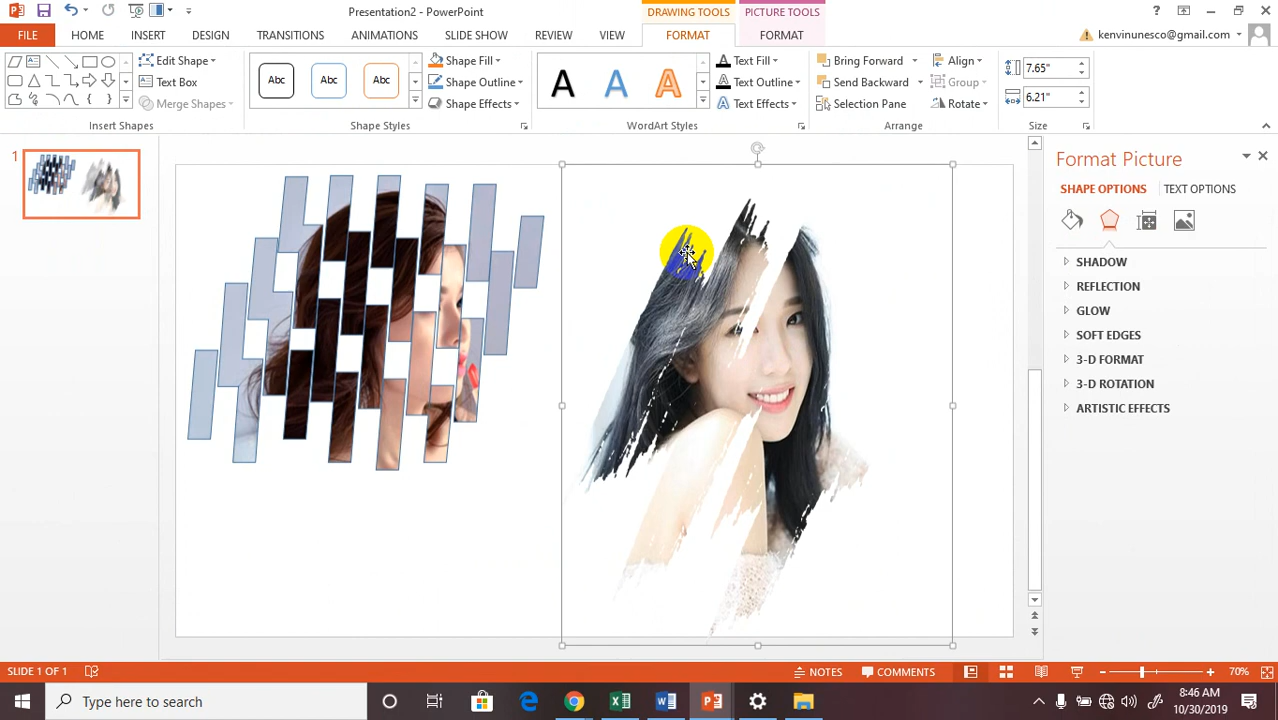 Presentation2 - PowerPoint
DRAWING TOOLS
PICTURE TOOLS
?
FILE
HOME
INSERT
DESIGN
TRANSITIONS
ANIMATIONS
SLIDE SHOW
REVIEW
VIEW
FORMAT
FORMAT
kenvinunesco@gmail.com
Edit Shape
Text Box
Merge Shapes
Insert Shapes
Abc
Abc
Abc
Shape Fill
Shape Outline
Shape Effects
Shape Styles
A
A
A
Text Fill
Text Outline
Text Effects
WordArt Styles
Bring Forward
Send Backward
Selection Pane
Align
Group
Rotate
Arrange
7.65"
6.21"
Size
1
Format Picture
SHAPE OPTIONS
TEXT OPTIONS
SHADOW
REFLECTION
GLOW
SOFT EDGES
3-D FORMAT
3-D ROTATION
ARTISTIC EFFECTS
SLIDE 1 OF 1
NOTES
COMMENTS
70%
Type here to search
8:46 AM
10/30/2019